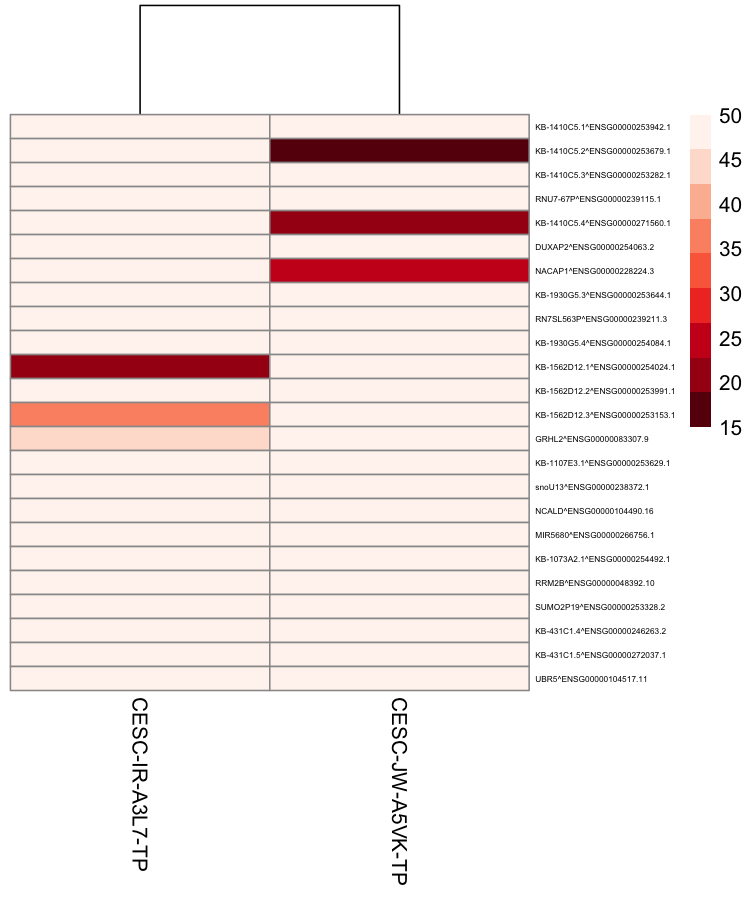 KB-1410C5.1^ENSG00000253942.1
KB-1410C5.2^ENSG00000253679.1
KB-1410C5.3^ENSG00000253282.1
RNU7-67P^ENSG00000239115.1
KB-1410C5.4^ENSG00000271560.1
DUXAP2^ENSG00000254063.2
NACAP1^ENSG00000228224.3
KB-1930G5.3^ENSG00000253644.1
RN7SL563P^ENSG00000239211.3
KB-1930G5.4^ENSG00000254084.1
KB-1562D12.1^ENSG00000254024.1
KB-1562D12.2^ENSG00000253991.1
KB-1562D12.3^ENSG00000253153.1
GRHL2^ENSG00000083307.9
KB-1107E3.1^ENSG00000253629.1
snoU13^ENSG00000238372.1
NCALD^ENSG00000104490.16
MIR5680^ENSG00000266756.1
KB-1073A2.1^ENSG00000254492.1
RRM2B^ENSG00000048392.10
SUMO2P19^ENSG00000253328.2
KB-431C1.4^ENSG00000246263.2
KB-431C1.5^ENSG00000272037.1
UBR5^ENSG00000104517.11
50
45
40
35
30
25
20
15
CESC-IR-A3L7-TP
CESC-JW-A5VK-TP